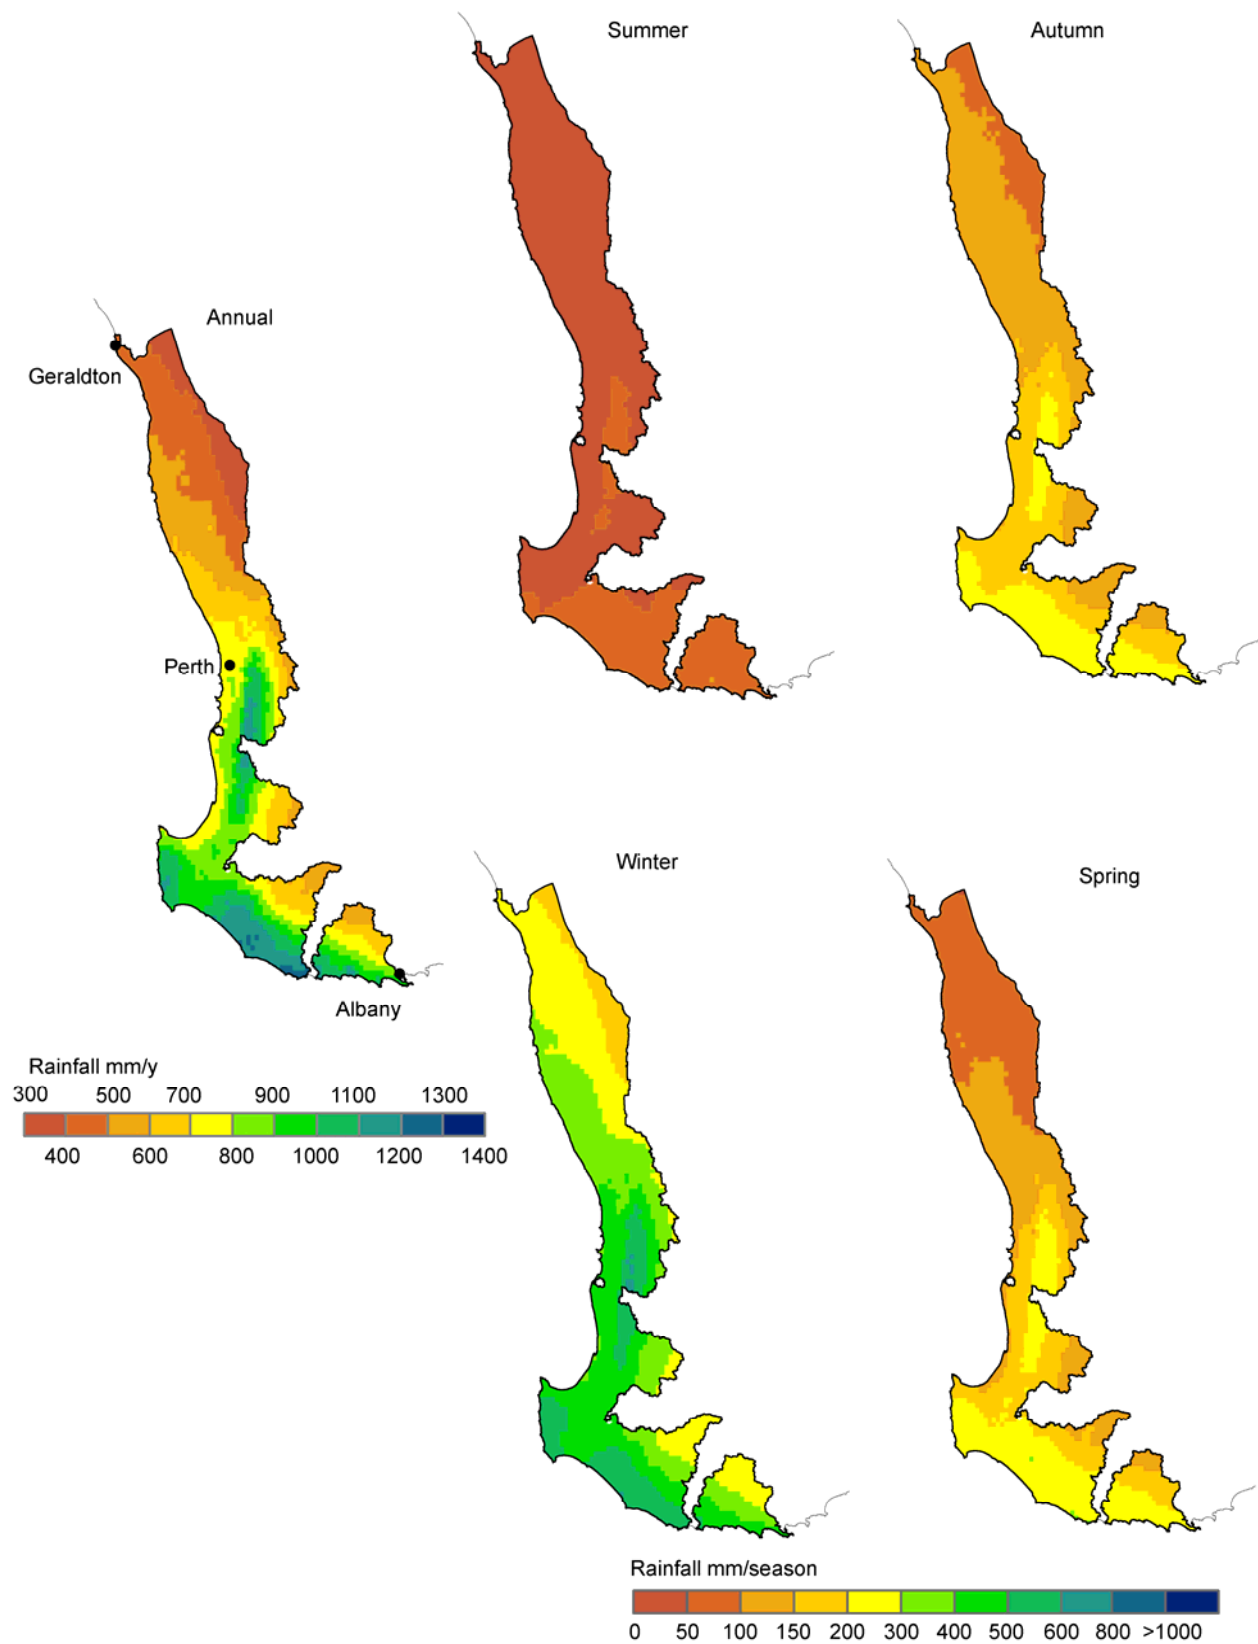 Summer
Autumn
Annual
Geraldton
Perth
Albany
Winter
Spring
Rainfall mm/y
300 500 700 900 1100 1300
400 600 800 1000 1200 1400
Rainfall mm/season
0 50 100 150 200 300 400 500 600 800 >1000